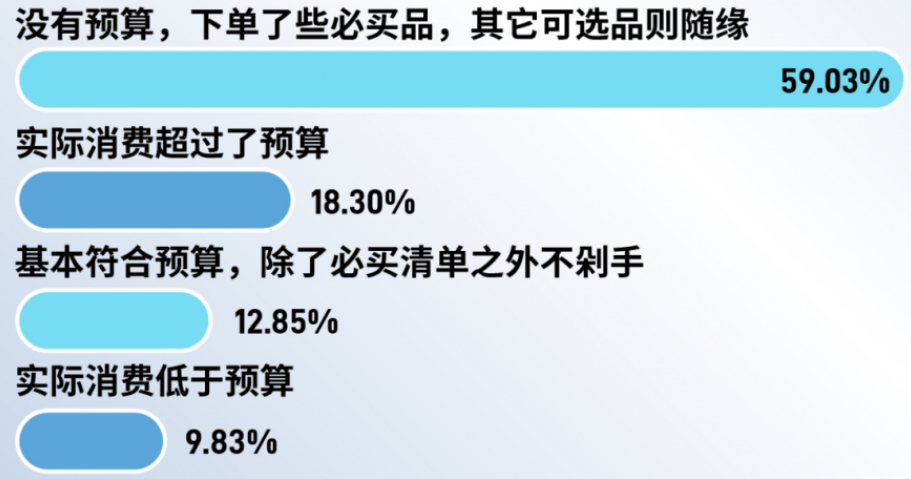 没有预算，下单了些必买品，其它可选品则随缘
59.03%
实际消费超过了预算
18.30%
基本符合预算，除了必买清单之外不剁手
12.85%
实际消费低于预算
9.83%